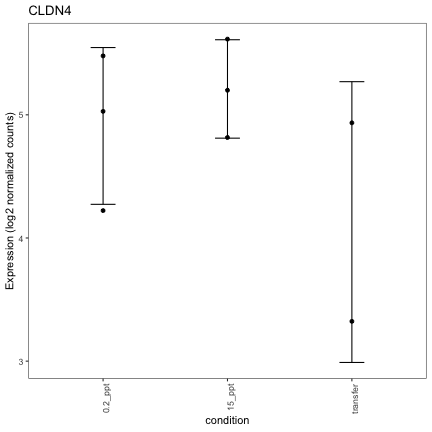 CLDN4
Expression (log2 normalized counts)
5
4
3
0.2_ppt
15_ppt
transfer
condition